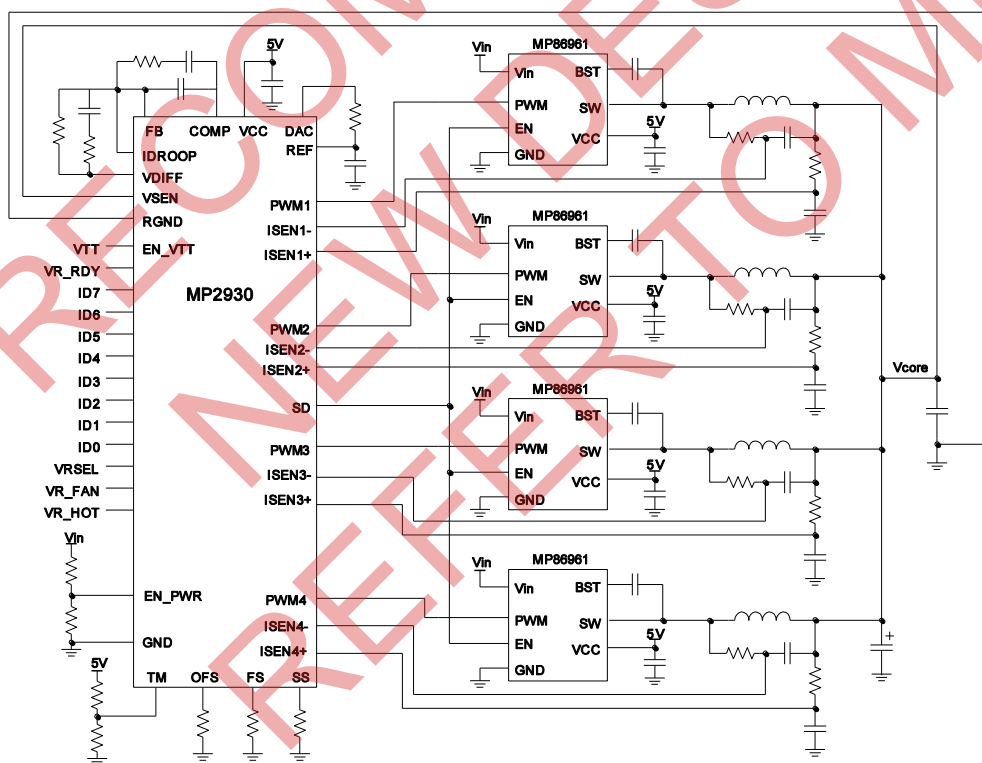 5V
FB
COMP
VCC
DAC
REF
IDROOP
VDIFF
VSEN
RGND
VTT
EN_VTT
VR_RDY
ID7
ID6
ID5
ID4
ID3
ID2
ID1
ID0
VRSEL
VR_FAN
VR_HOT
Vin
EN_PWR
GND
5V
TM
OFS
FS
SS
MP2930
PWM1
ISEN1-
ISEN1+
PWM2
ISEN2-
ISEN2+
SD
PWM3
ISEN3-
ISEN3+
PWM4
ISEN4-
ISEN4+
MP86961
Vin
Vin
BST
PWM
SW
EN
VCC
5V
GND
MP86961
Vin
Vin
BST
PWM
SW
EN
VCC
5V
GND
MP86961
Vin
Vin
BST
PWM
SW
EN
VCC
5V
GND
MP86961
Vin
Vin
BST
PWM
SW
EN
VCC
5V
GND
Vcore
+
RECOM
NEW DES
REFER TO M